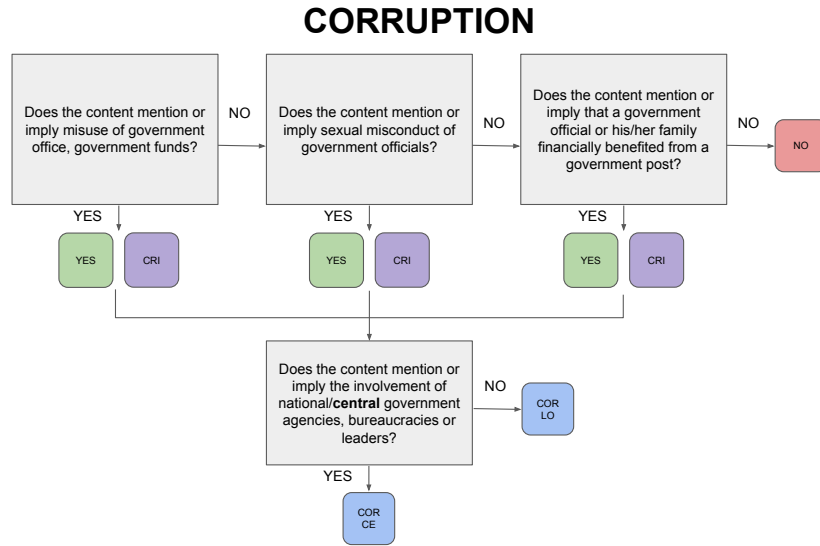 CORRUPTION
Does the content mention or
imply misuse of government
office, government funds?
NO
Does the content mention or
imply sexual misconduct of
government officials?
NO
Does the content mention or
imply that a government
official or his/her family
financially benefited from a
government post?
NO
NO
YES
YES
CRI
YES
YES
CRI
YES
YES
CRI
Does the content mention or
imply the involvement of
national/central government
agencies, bureaucracies or
leaders?
NO
COR
LO
YES
COR
CE